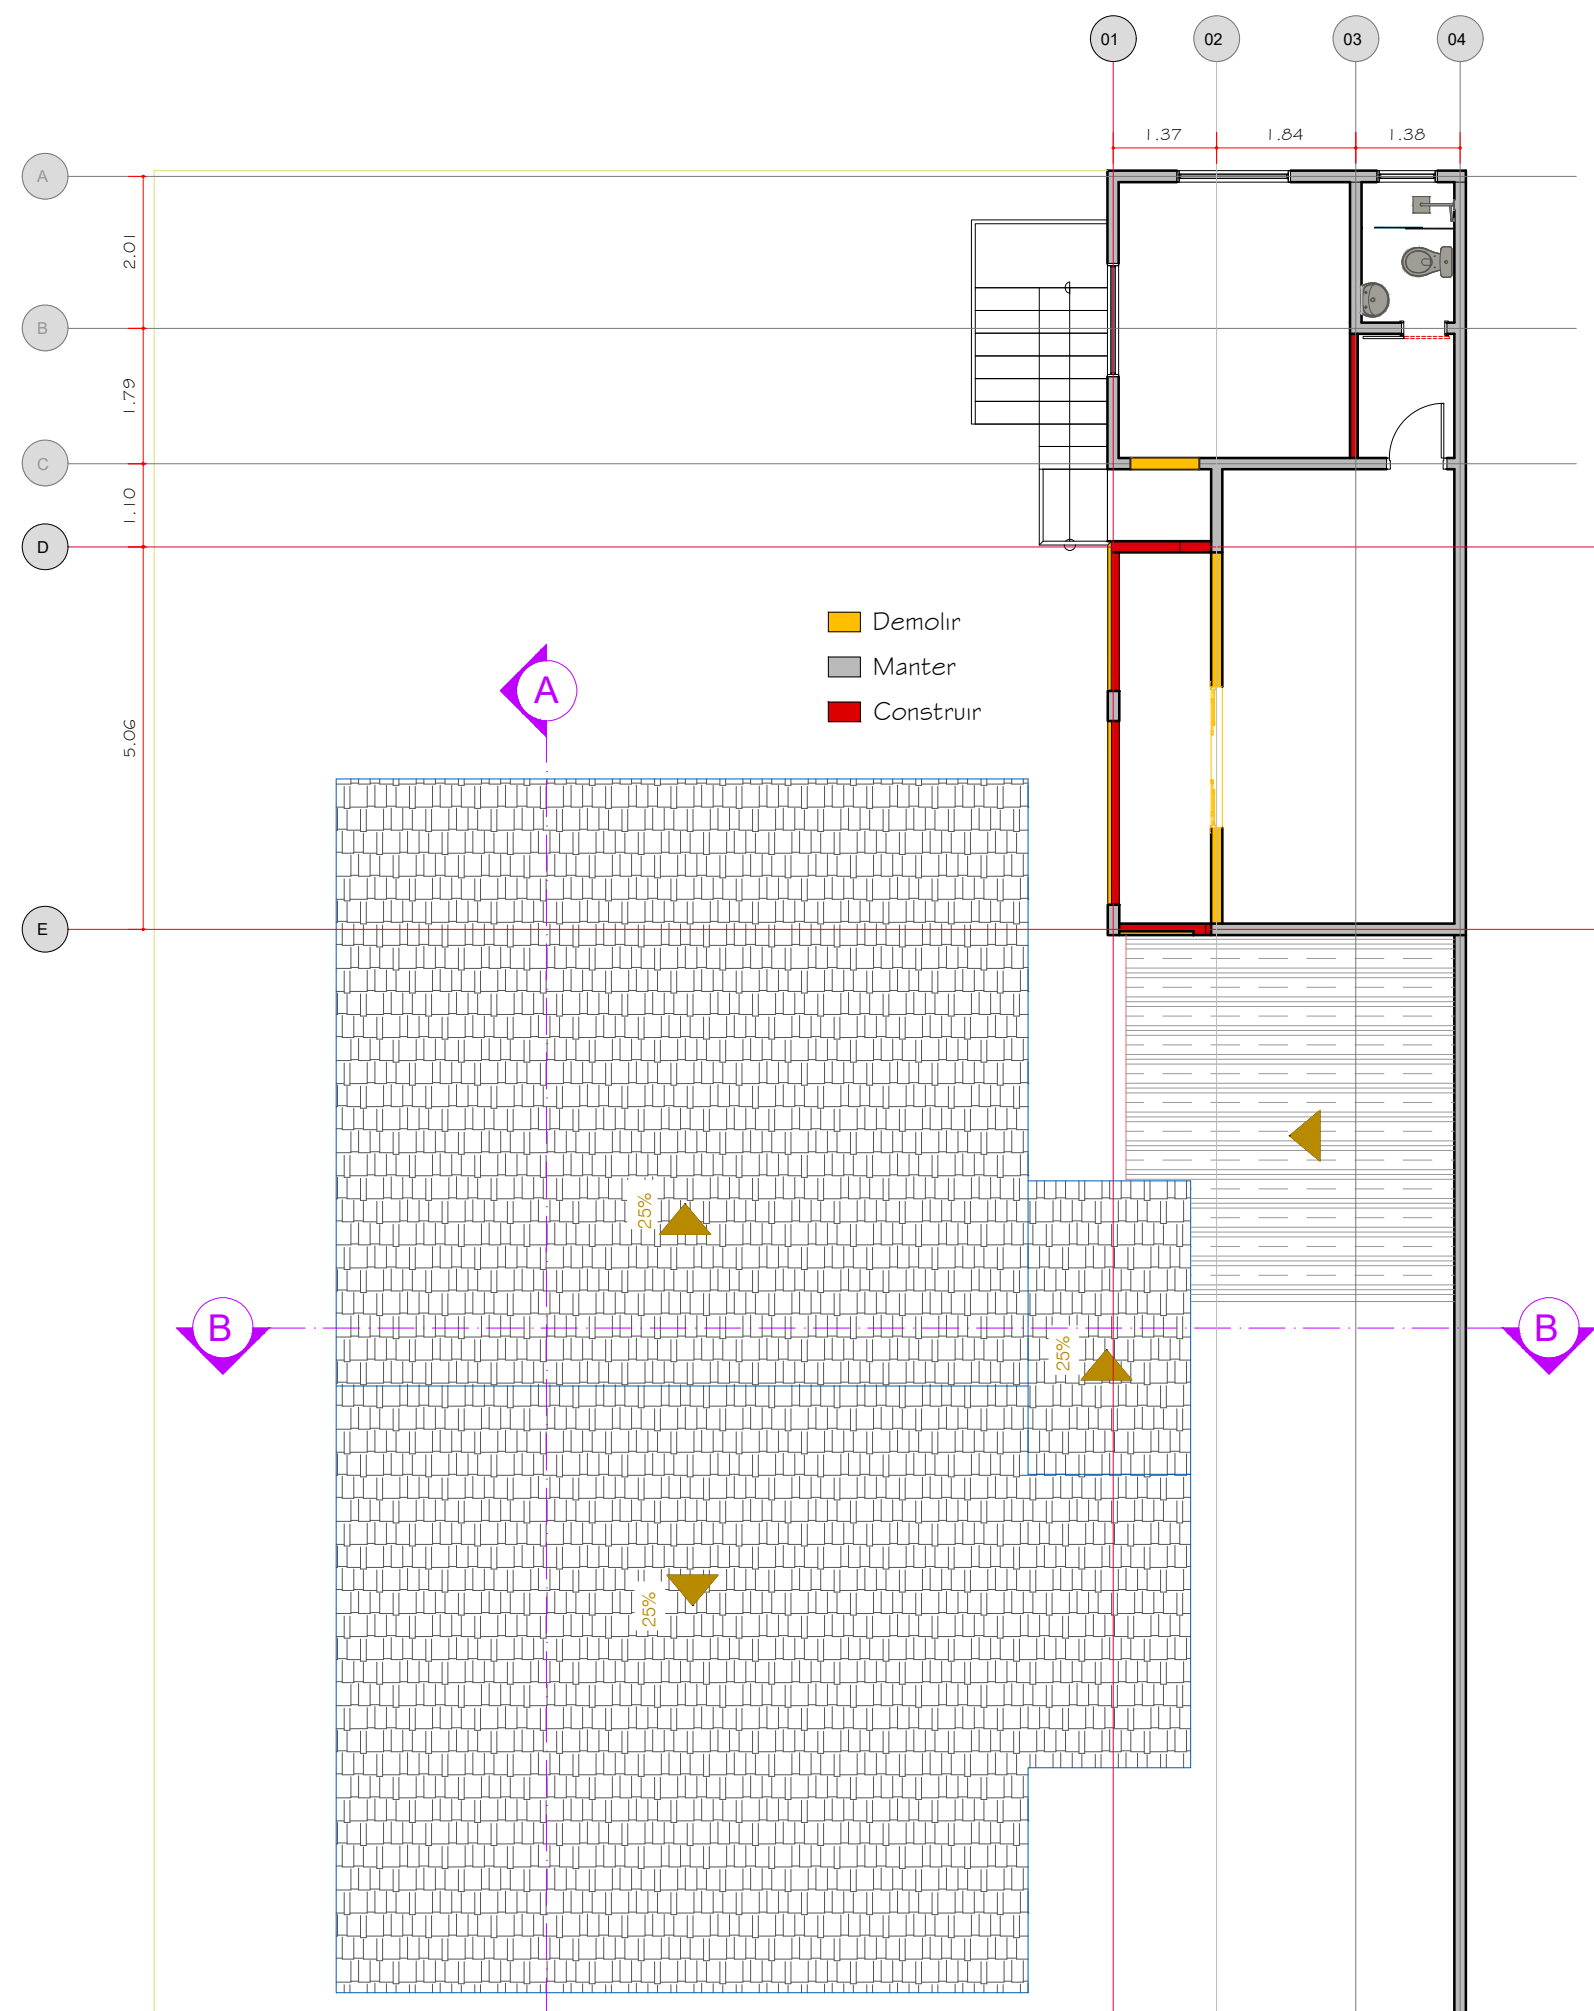 01 02 03 04
1.37 1.84 1.38
A
2.01
B
1.79
C
1.10
D
Demolir
Manter
A
Construir
5.06
E
25%
B
B
25%
25%